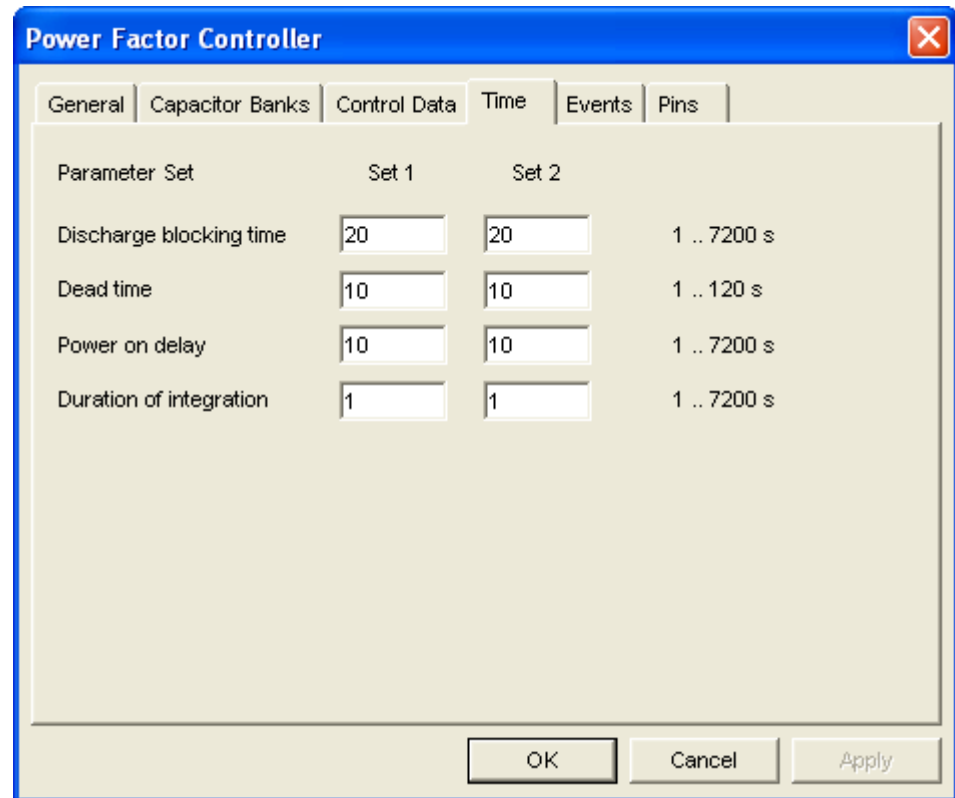 Power Factor Controller
General Capacitor Banks Control Data Time Events Pins
Parameter Set Set 1 Set 2
Discharge blocking time 20 20 1 .. 7200 s
Dead time 10 10 1 .. 120 s
Power on delay 10 10 1 .. 7200 s
Duration of integration 1 1 1 .. 7200 s
OK Cancel Apply